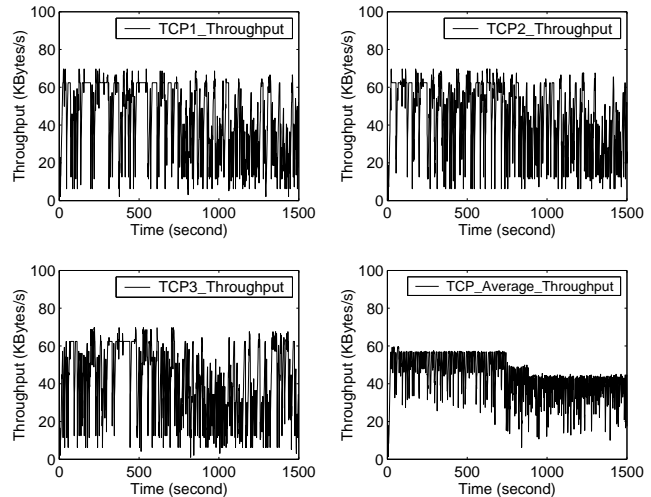 TCP1_Throughput
Throughput (KBytes/s)
100
80
60
40
20
0
0 500 1000 1500
Time (second)
TCP2_Throughput
Throughput (KBytes/s)
100
80
60
40
20
0
0 500 1000 1500
Time (second)
TCP3_Throughput
Throughput (KBytes/s)
100
80
60
40
20
0
0 500 1000 1500
Time (second)
TCP_Average_Throughput
Throughput (KBytes/s)
100
80
60
40
20
0
0 500 1000 1500
Time (second)